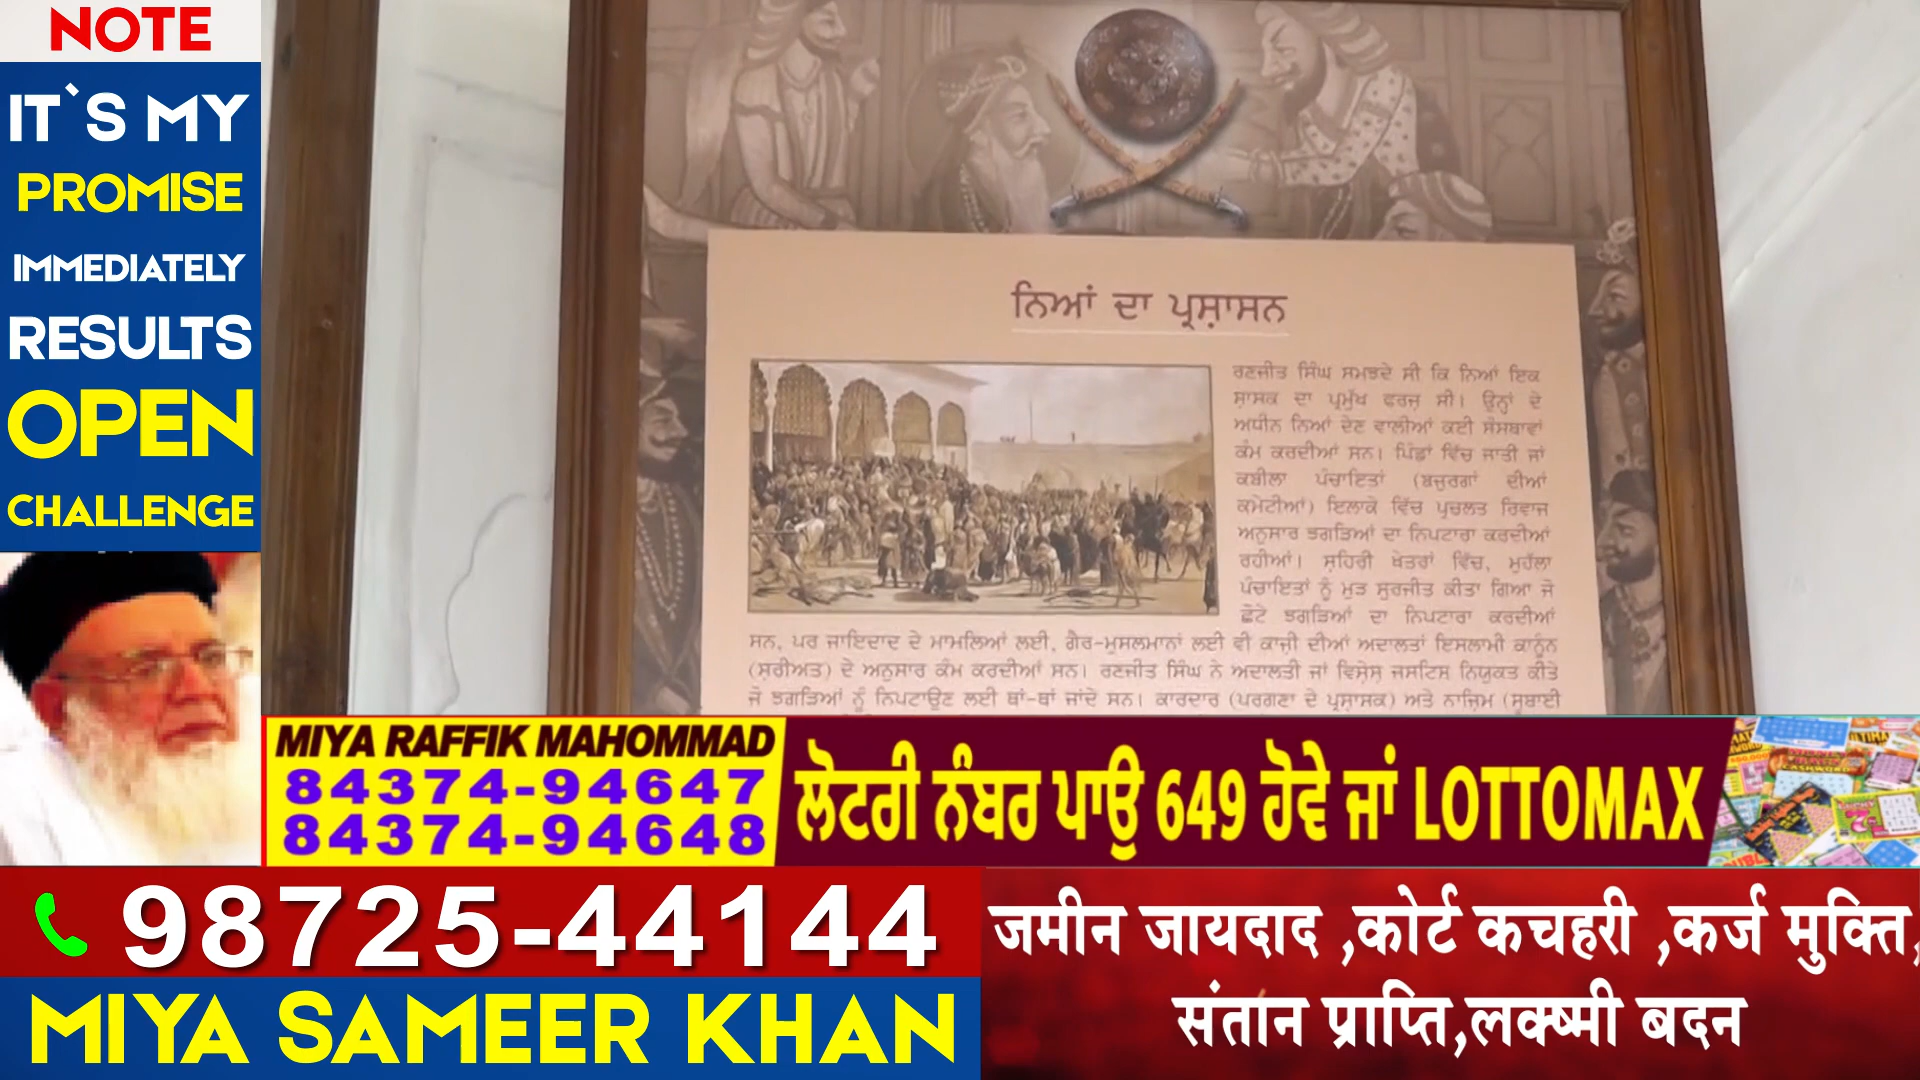 NOTE
IT`S MY
PROMISE
IMMEDIATELY
RESULTS
OPEN
CHALLENGE
ਨਿਆਂ ਦਾ ਪ੍ਰਸ਼ਾਸਨ
ਰਣਜੀਤ ਸਿੰਘ ਸਮਝਦੇ ਸੀ ਕਿ ਨਿਆਂ ਇਕ
ਸ਼ਾਸਕ ਦਾ ਪ੍ਰਮੁੱਖ ਫਰਜ਼ ਸੀ। ਉਨ੍ਹਾਂ ਦੇ
ਅਧੀਨ ਨਿਆਂ ਦੇਣ ਵਾਲੀਆਂ ਕਈ ਸੰਸਥਾਵਾਂ
ਕੰਮ ਕਰਦੀਆਂ ਸਨ। ਪਿੰਡਾਂ ਵਿੱਚ ਜਾਤੀ ਜਾਂ
ਕਬੀਲਾ ਪੰਚਾਇਤਾਂ (ਬਜ਼ੁਰਗਾਂ ਦੀਆਂ
ਕਮੇਟੀਆਂ) ਇਲਾਕੇ ਵਿੱਚ ਪ੍ਰਚਲਤ ਰਿਵਾਜ
ਅਨੁਸਾਰ ਝਗੜਿਆਂ ਦਾ ਨਿਪਟਾਰਾ ਕਰਦੀਆਂ
ਰਹੀਆਂ। ਸ਼ਹਿਰੀ ਖੇਤਰਾਂ ਵਿੱਚ, ਮੁਹੱਲਾ
ਪੰਚਾਇਤਾਂ ਨੂੰ ਮੁੜ ਸੁਰਜੀਤ ਕੀਤਾ ਗਿਆ ਜੋ
ਛੋਟੇ ਝਗੜਿਆਂ ਦਾ ਨਿਪਟਾਰਾ ਕਰਦੀਆਂ
ਸਨ, ਪਰ ਜਾਇਦਾਦ ਦੇ ਮਾਮਲਿਆਂ ਲਈ, ਗੈਰ-ਮੁਸਲਮਾਨਾਂ ਲਈ ਵੀ ਕਾਜ਼ੀ ਦੀਆਂ ਅਦਾਲਤਾਂ ਇਸਲਾਮੀ ਕਾਨੂੰਨ
(ਸ਼ਰੀਅਤ) ਦੇ ਅਨੁਸਾਰ ਕੰਮ ਕਰਦੀਆਂ ਸਨ। ਰਣਜੀਤ ਸਿੰਘ ਨੇ ਅਦਾਲਤੀ ਜਾਂ ਵਿਸ਼ੇਸ਼ ਜਸਟਿਸ ਨਿਯੁਕਤ ਕੀਤੇ
ਜੋ ਝਗੜਿਆਂ ਨੂੰ ਨਿਪਟਾਉਣ ਲਈ ਥਾਂ-ਥਾਂ ਜਾਂਦੇ ਸਨ। ਕਾਰਦਾਰ (ਪਰਗਣਾ ਦੇ ਪ੍ਰਸ਼ਾਸਕ) ਅਤੇ ਨਾਜ਼ਿਮ (ਸੂਬਾਈ
MIYA RAFFIK MAHOMMAD
84374-94647
84374-94648
ਲੋਟਰੀ ਨੰਬਰ ਪਾਉ 649 ਹੋਵੇ ਜਾਂ LOTTOMAX
98725-44144
MIYA SAMEER KHAN
जमीन जायदाद ,कोर्ट कचहरी ,कर्ज मुक्ति,
संतान प्राप्ति,लक्ष्मी बदन